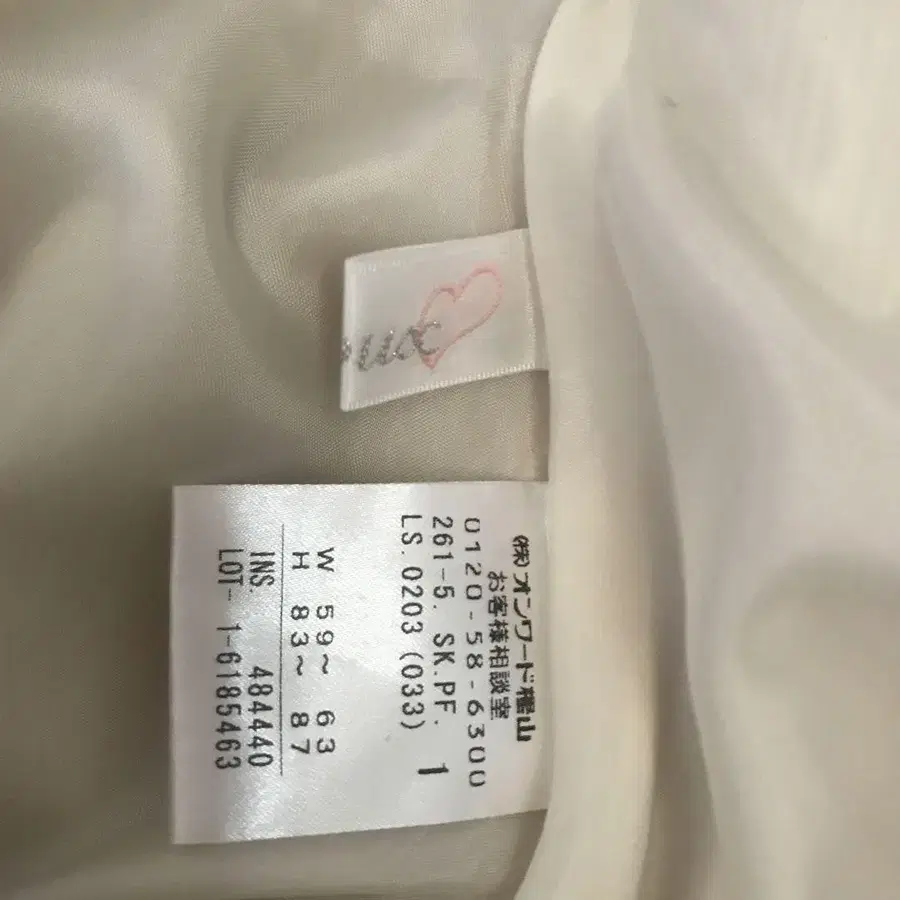 ㈱オンワード樫山
お客様相談室
0120-58-6300
261-5. SK.PF. 1
LS.0203(033)
W 59~ 63
H 83~ 87
INS. 484440
LOT- 1-6185463